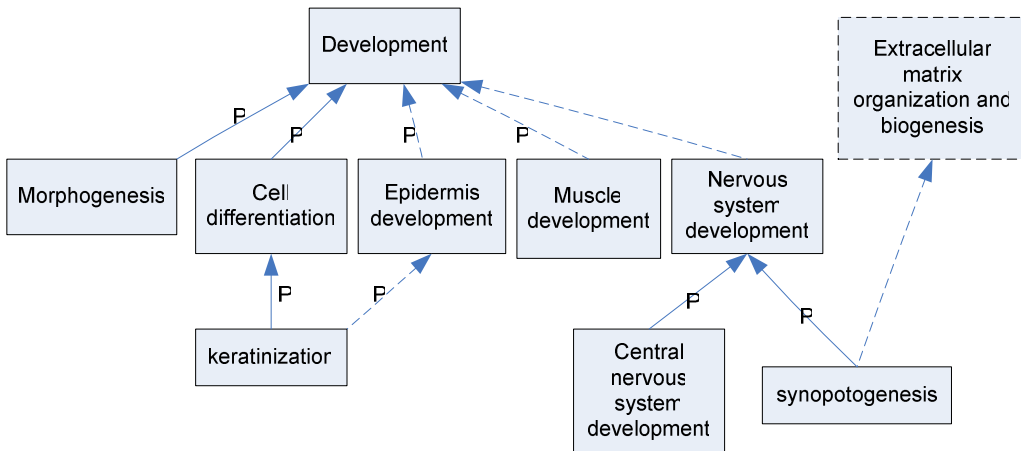 Development
Extracellular
matrix
organization and
biogenesis
P
P
P
P
Morphogenesis
Cell
differentiation
Epidermis
development
Muscle
development
Nervous
system
development
P
P
P
P
keratinization
Central
nervous
system
development
synopotogenesis